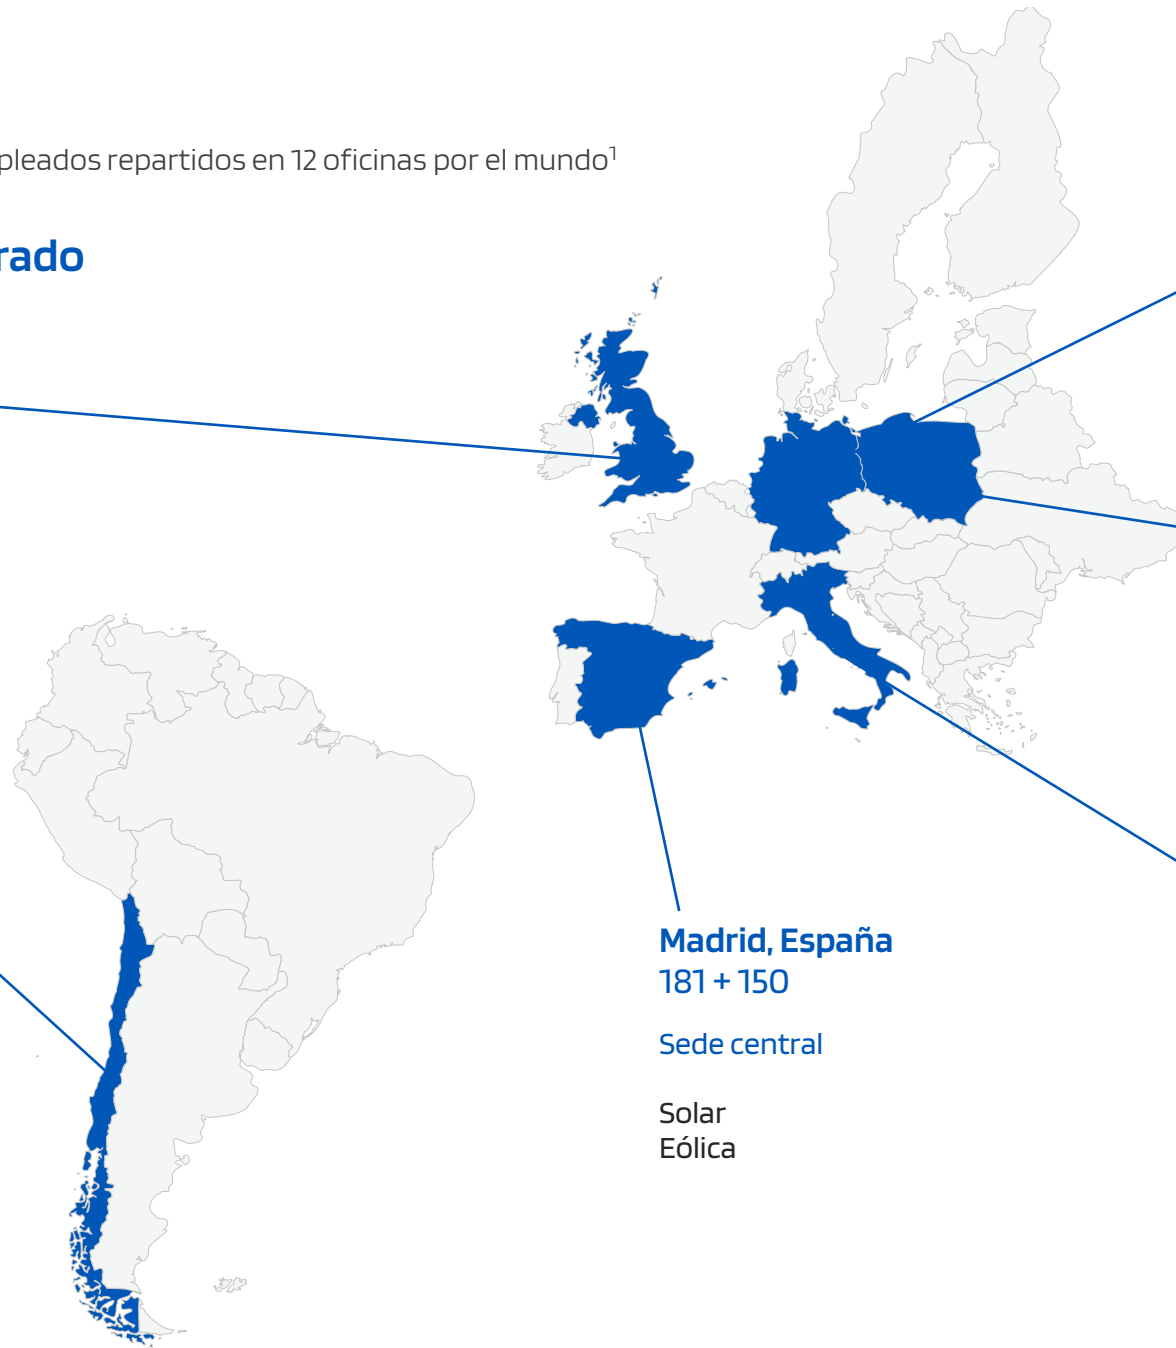 pleados repartidos en 12 oficinas por el mundo¹
rado
Madrid, España
181 + 150
Sede central
Solar
Eólica